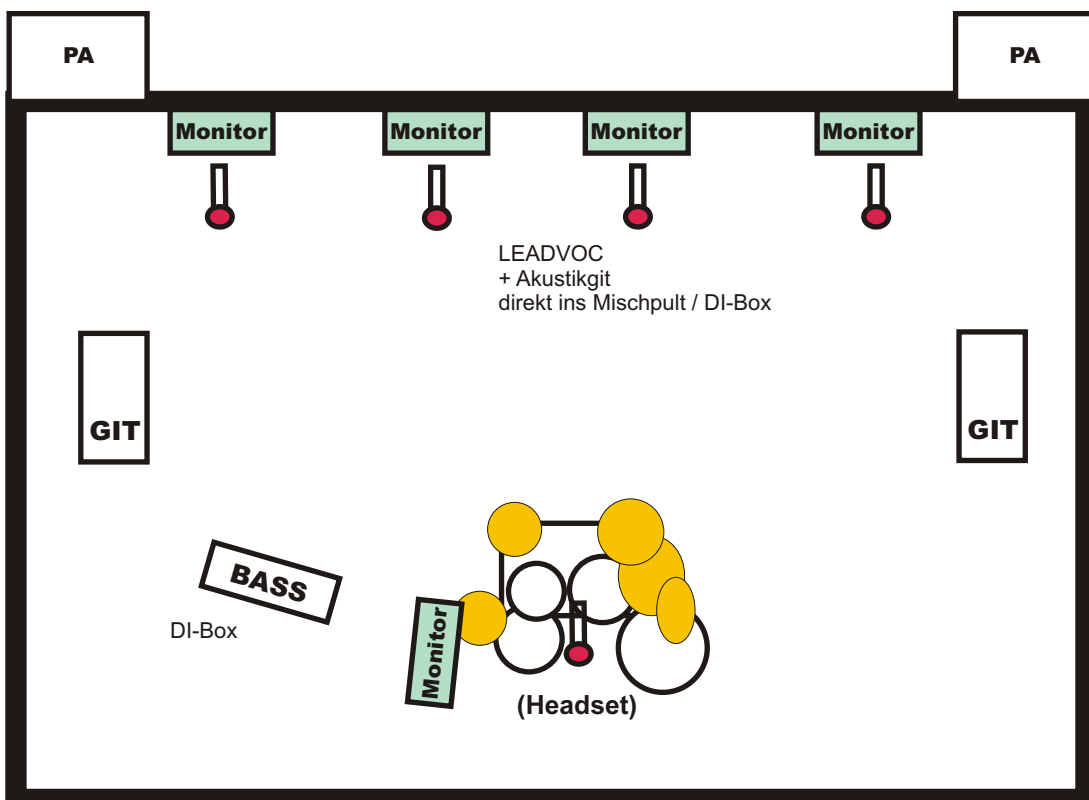 PA
PA
Monitor
Monitor
Monitor
Monitor
LEADVOC
+ Akustikgit
direkt ins Mischpult / DI-Box
GIT
GIT
BASS
DI-Box
Monitor
(Headset)